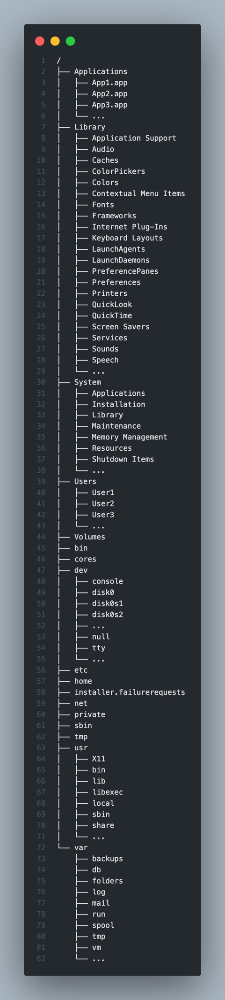 1 /
2 ├── Applications
3 │   ├── App1.app
4 │   ├── App2.app
5 │   ├── App3.app
6 │   └── ...
7 ├── Library
8 │   ├── Application Support
9 │   ├── Audio
10 │   ├── Caches
11 │   ├── ColorPickers
12 │   ├── Colors
13 │   ├── Contextual Menu Items
14 │   ├── Fonts
15 │   ├── Frameworks
16 │   ├── Internet Plug-Ins
17 │   ├── Keyboard Layouts
18 │   ├── LaunchAgents
19 │   ├── LaunchDaemons
20 │   ├── PreferencePanes
21 │   ├── Preferences
22 │   ├── Printers
23 │   ├── QuickLook
24 │   ├── QuickTime
25 │   ├── Screen Savers
26 │   ├── Services
27 │   ├── Sounds
28 │   ├── Speech
29 │   └── ...
30 ├── System
31 │   ├── Applications
32 │   ├── Installation
33 │   ├── Library
34 │   ├── Maintenance
35 │   ├── Memory Management
36 │   ├── Resources
37 │   ├── Shutdown Items
38 │   └── ...
39 ├── Users
40 │   ├── User1
41 │   ├── User2
42 │   ├── User3
43 │   └── ...
44 ├── Volumes
45 ├── bin
46 ├── cores
47 ├── dev
48 │   ├── console
49 │   ├── disk0
50 │   ├── disk0s1
51 │   ├── disk0s2
52 │   ├── ...
53 │   ├── null
54 │   ├── tty
55 │   └── ...
56 ├── etc
57 ├── home
58 ├── installer.failurerequests
59 ├── net
60 ├── private
61 ├── sbin
62 ├── tmp
63 ├── usr
64 │   ├── X11
65 │   ├── bin
66 │   ├── lib
67 │   ├── libexec
68 │   ├── local
69 │   ├── sbin
70 │   ├── share
71 │   └── ...
72 └── var
73     ├── backups
74     ├── db
75     ├── folders
76     ├── log
77     ├── mail
78     ├── run
79     ├── spool
80     ├── tmp
81     ├── vm
82     └── ...